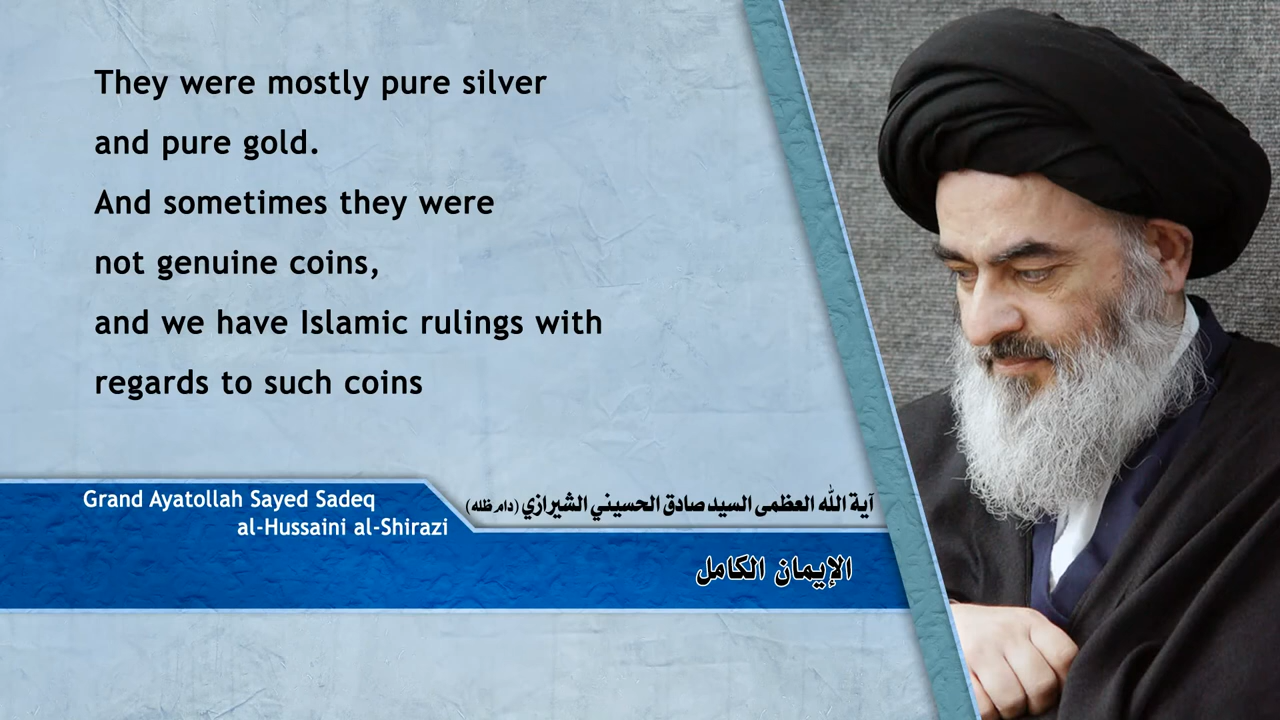 They were mostly pure silver
and pure gold.
And sometimes they were
not genuine coins,
and we have Islamic rulings with
regards to such coins
Grand Ayatollah Sayed Sadeq
al-Hussaini al-Shirazi
آية الله العظمى السيد صادق الحسيني الشيرازي (دام ظله)
الإيمان الكامل